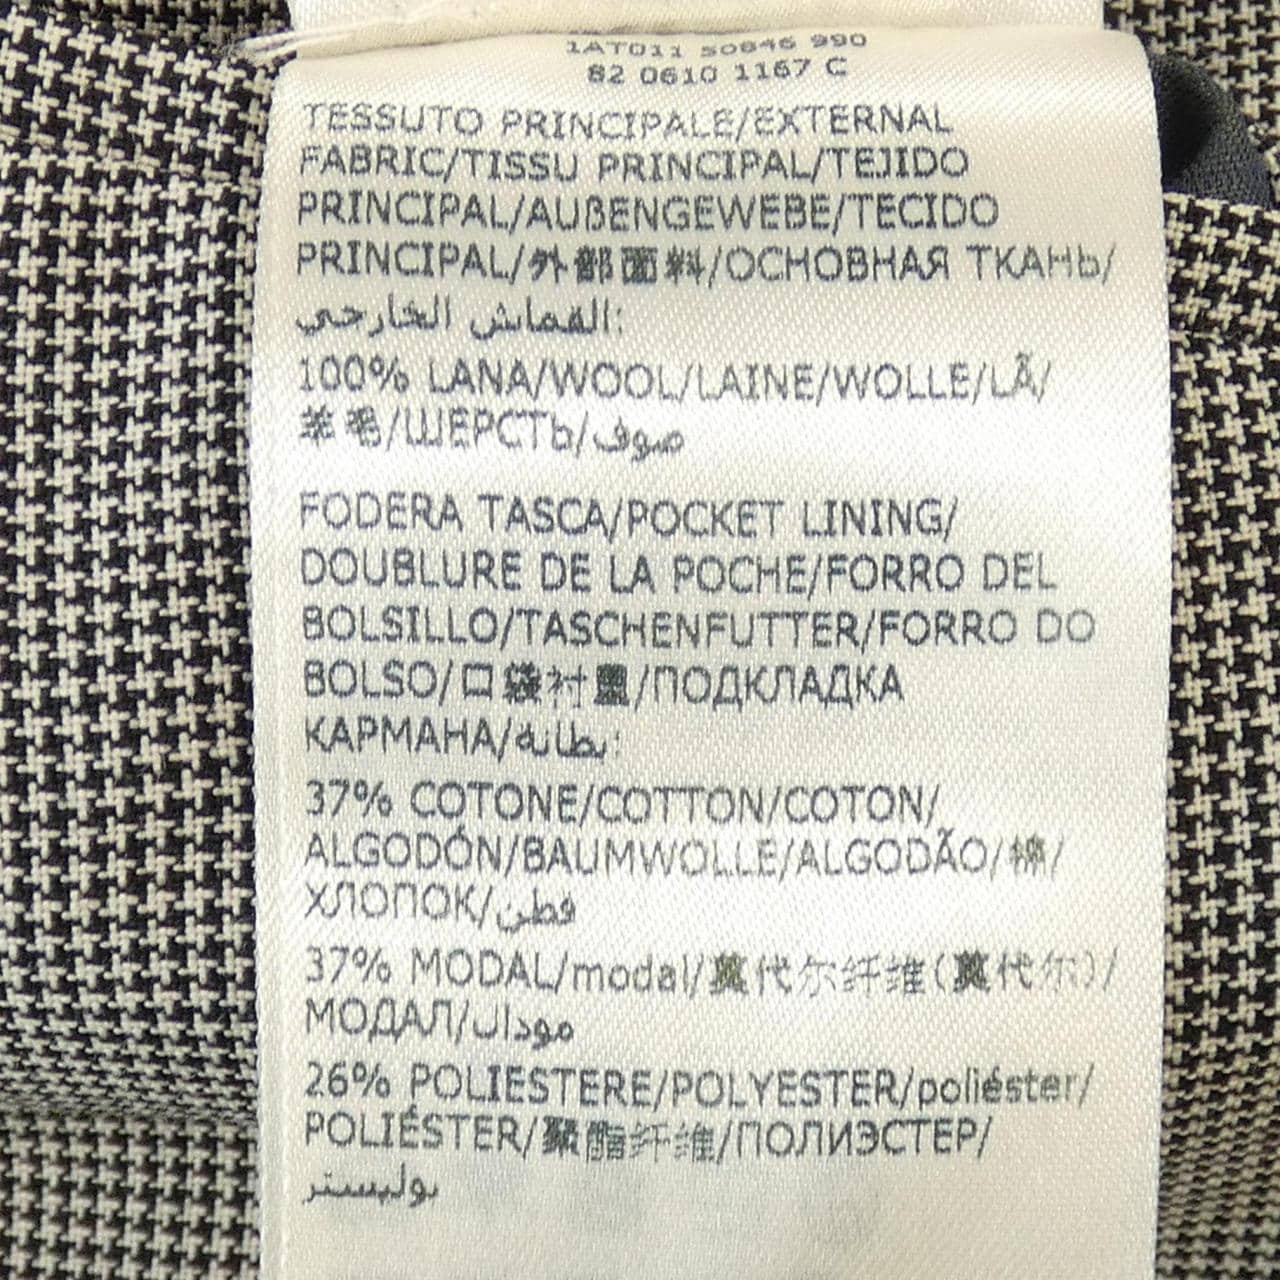 1AT011 50846 990
82 0610 1167 C
TESSUTO PRINCIPALE/EXTERNAL
FABRIC/TISSU PRINCIPAL/TEJIDO
PRINCIPAL/AUßENGEWEBE/TECIDO
PRINCIPAL/外部面料/ОСНОВНАЯ ТКАНЬ/
القماش الخارجي:
100% LANA/WOOL/LAINE/WOLLE/LÃ/
羊毛/ШЕРСТЬ/صوف
FODERA TASCA/POCKET LINING/
DOUBLURE DE LA POCHE/FORRO DEL
BOLSILLO/TASCHENFUTTER/FORRO DO
BOLSO/口袋衬里/ПОДКЛАДКА
КАРМАНА/بطانة:
37% COTONE/COTTON/COTON/
ALGODÓN/BAUMWOLLE/ALGODÃO/棉/
ХЛОПОК/قطن
37% MODAL/modal/莫代尔纤维(莫代尔)/
МОДАЛ/مودال
26% POLIESTERE/POLYESTER/poliéster/
POLIÉSTER/聚酯纤维/ПОЛИЭСТЕР/
بوليستر